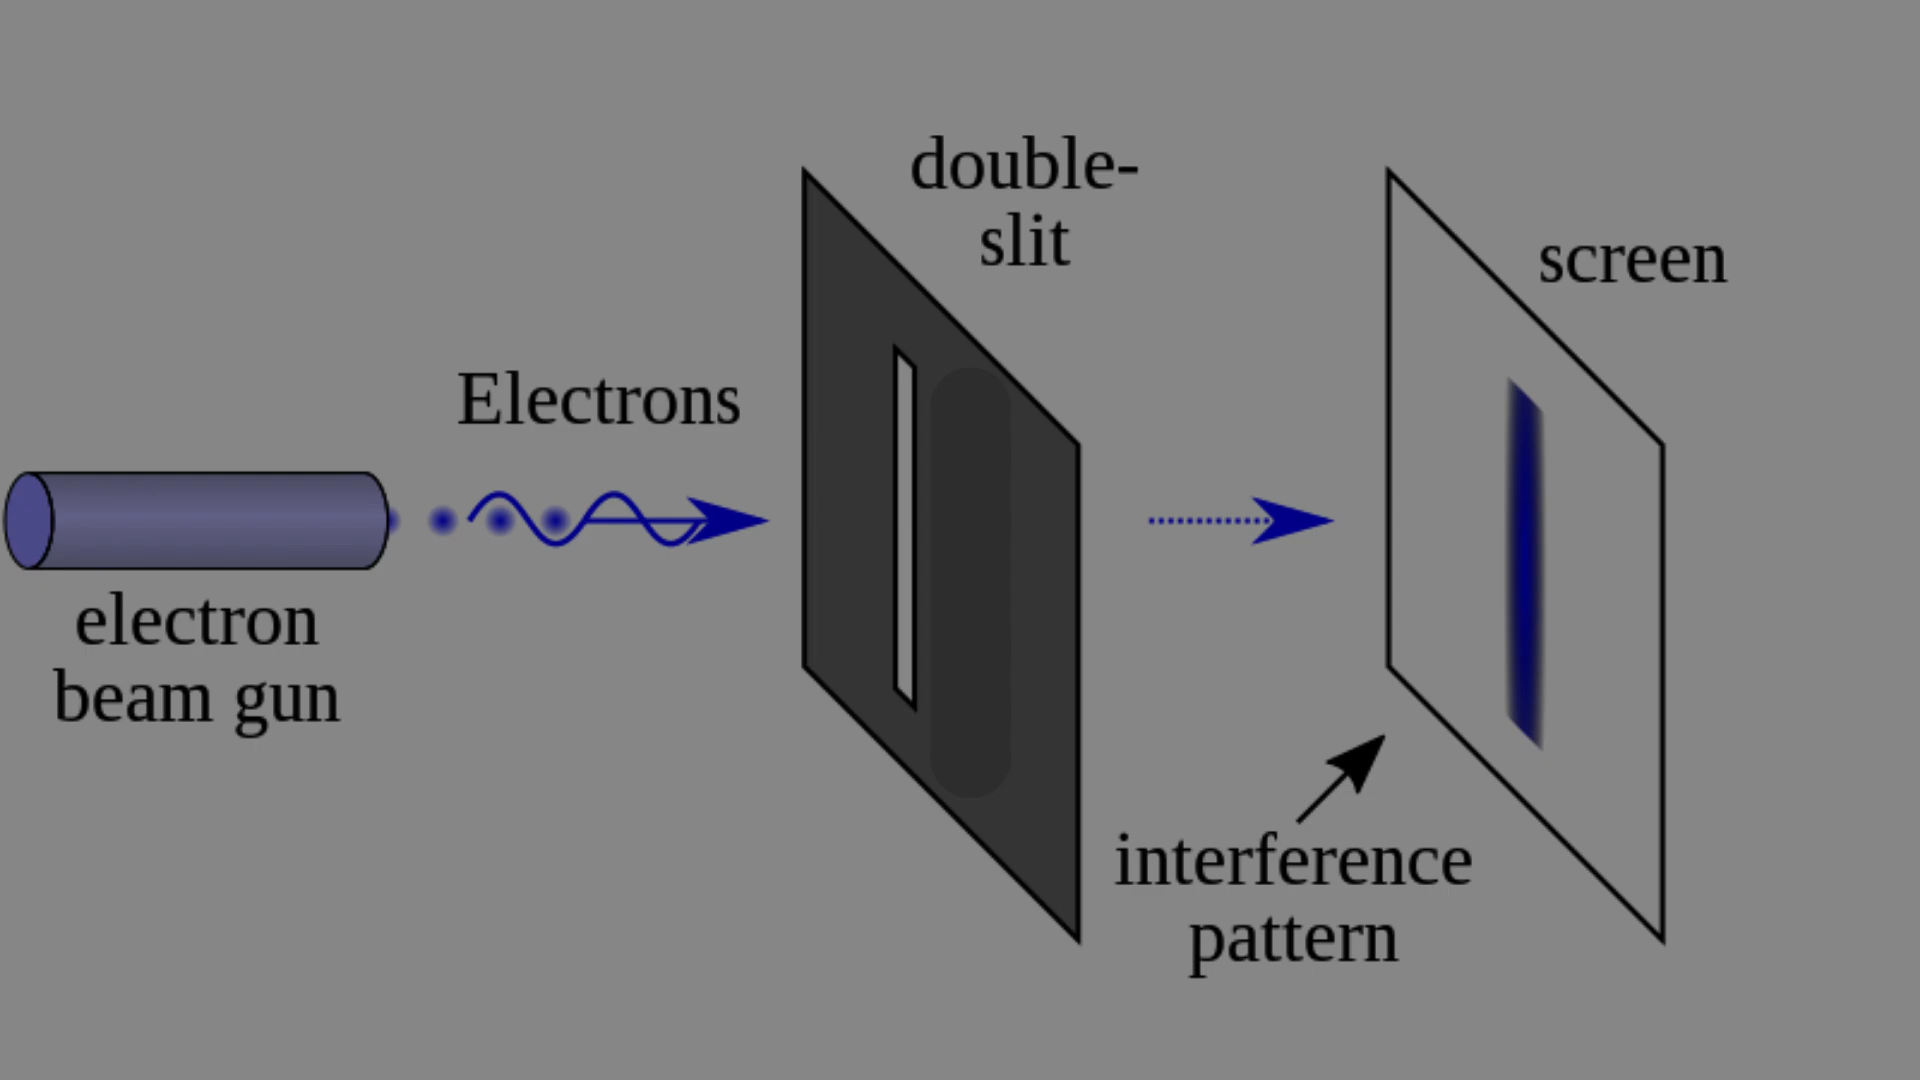 double-
slit
screen
Electrons
electron
beam gun
interference
pattern